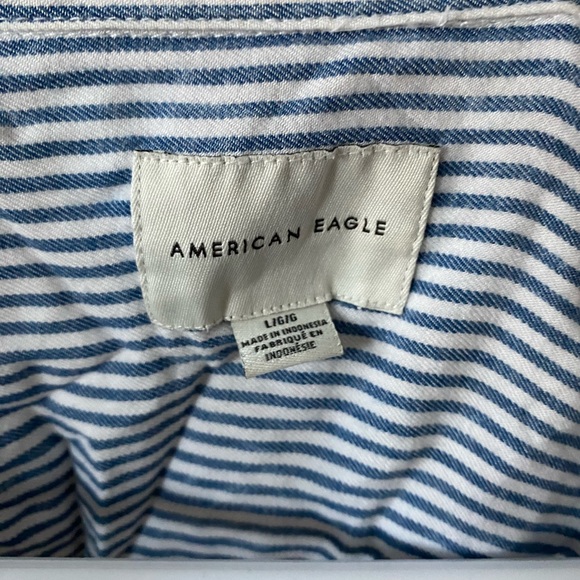 AMERICAN EAGLE
L/G/G
MADE IN INDONESIA
FABRIQUÉ EN
INDONÉSIE